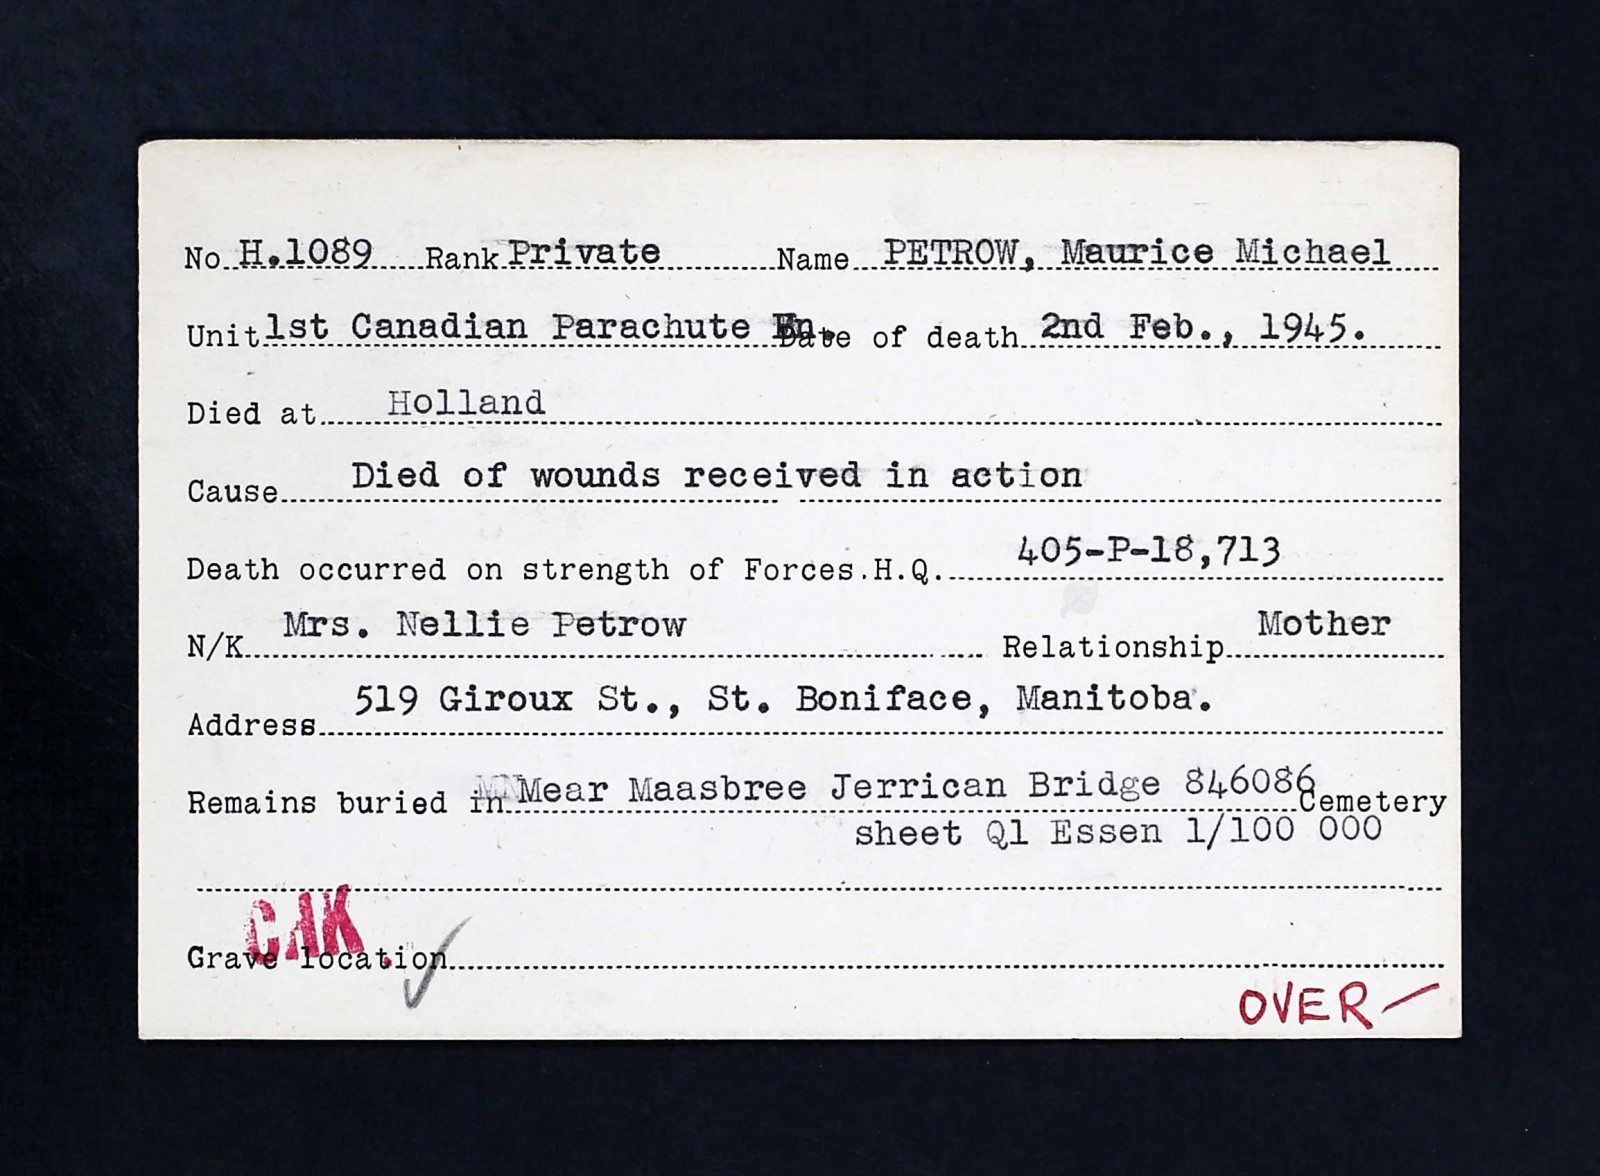 No. H.1089 Rank Private Name PETROW, Maurice Michael
Unit 1st Canadian Parachute Bn. Date of death 2nd Feb., 1945.
Died at Holland
Cause Died of wounds received in action
Death occurred on strength of Forces.H.Q. 405-P-18,713
N/K Mrs. Nellie Petrow Relationship Mother
Address 519 Giroux St., St. Boniface, Manitoba.
Remains buried in Mear Maasbree Jerrican Bridge 846086 Cemetery
sheet Q1 Essen 1/100 000
Grave location
OVER-